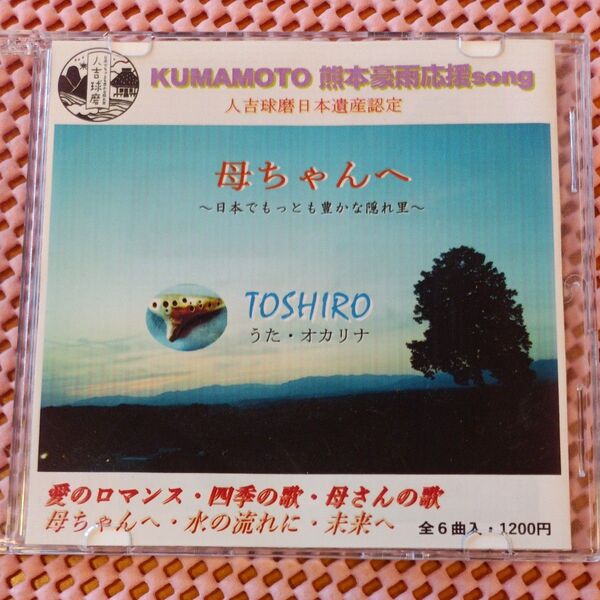 人吉球磨
KUMAMOTO 熊本豪雨応援song
人吉球磨日本遺産認定
母ちゃんへ
～日本でもっとも豊かな隠れ里～
TOSHIRO
うた・オカリナ
愛のロマンス・四季の歌・母さんの歌
母ちゃんへ・水の流れに・未来へ
全６曲入・1200円